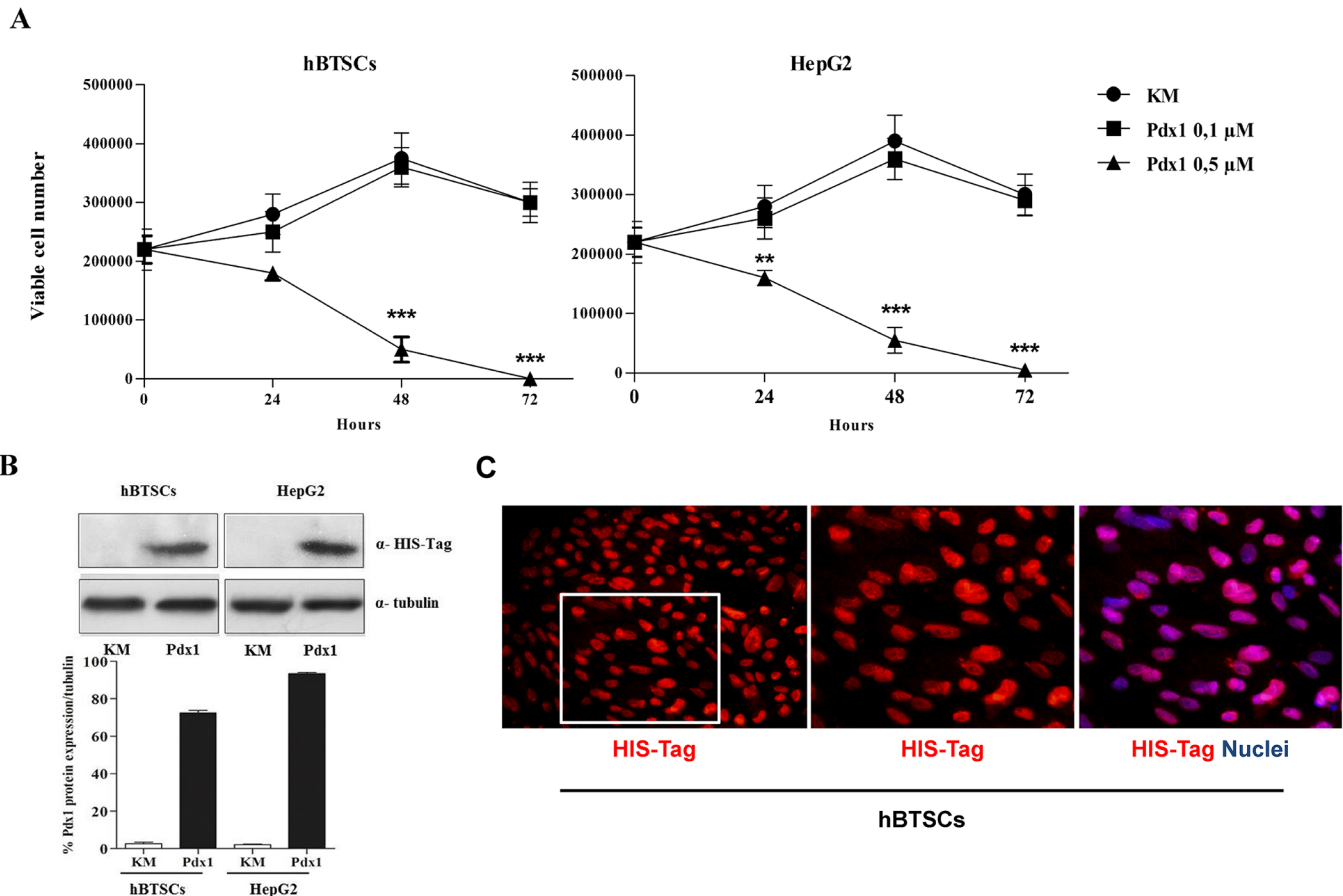 A
hBTSCs
HepG2
500000
400000
300000
200000
100000
0
Viable cell number
0 24 48 72
Hours
***
***
500000
400000
300000
200000
100000
0
0 24 48 72
Hours
**
***
***
KM
Pdx1 0,1 µM
Pdx1 0,5 µM
B
hBTSCs HepG2
α- HIS-Tag
α- tubulin
KM Pdx1 KM Pdx1
% Pdx1 protein expression/tubulin
100
80
60
40
20
0
KM Pdx1 KM Pdx1
hBTSCs HepG2
C
HIS-Tag
HIS-Tag
HIS-Tag Nuclei
hBTSCs